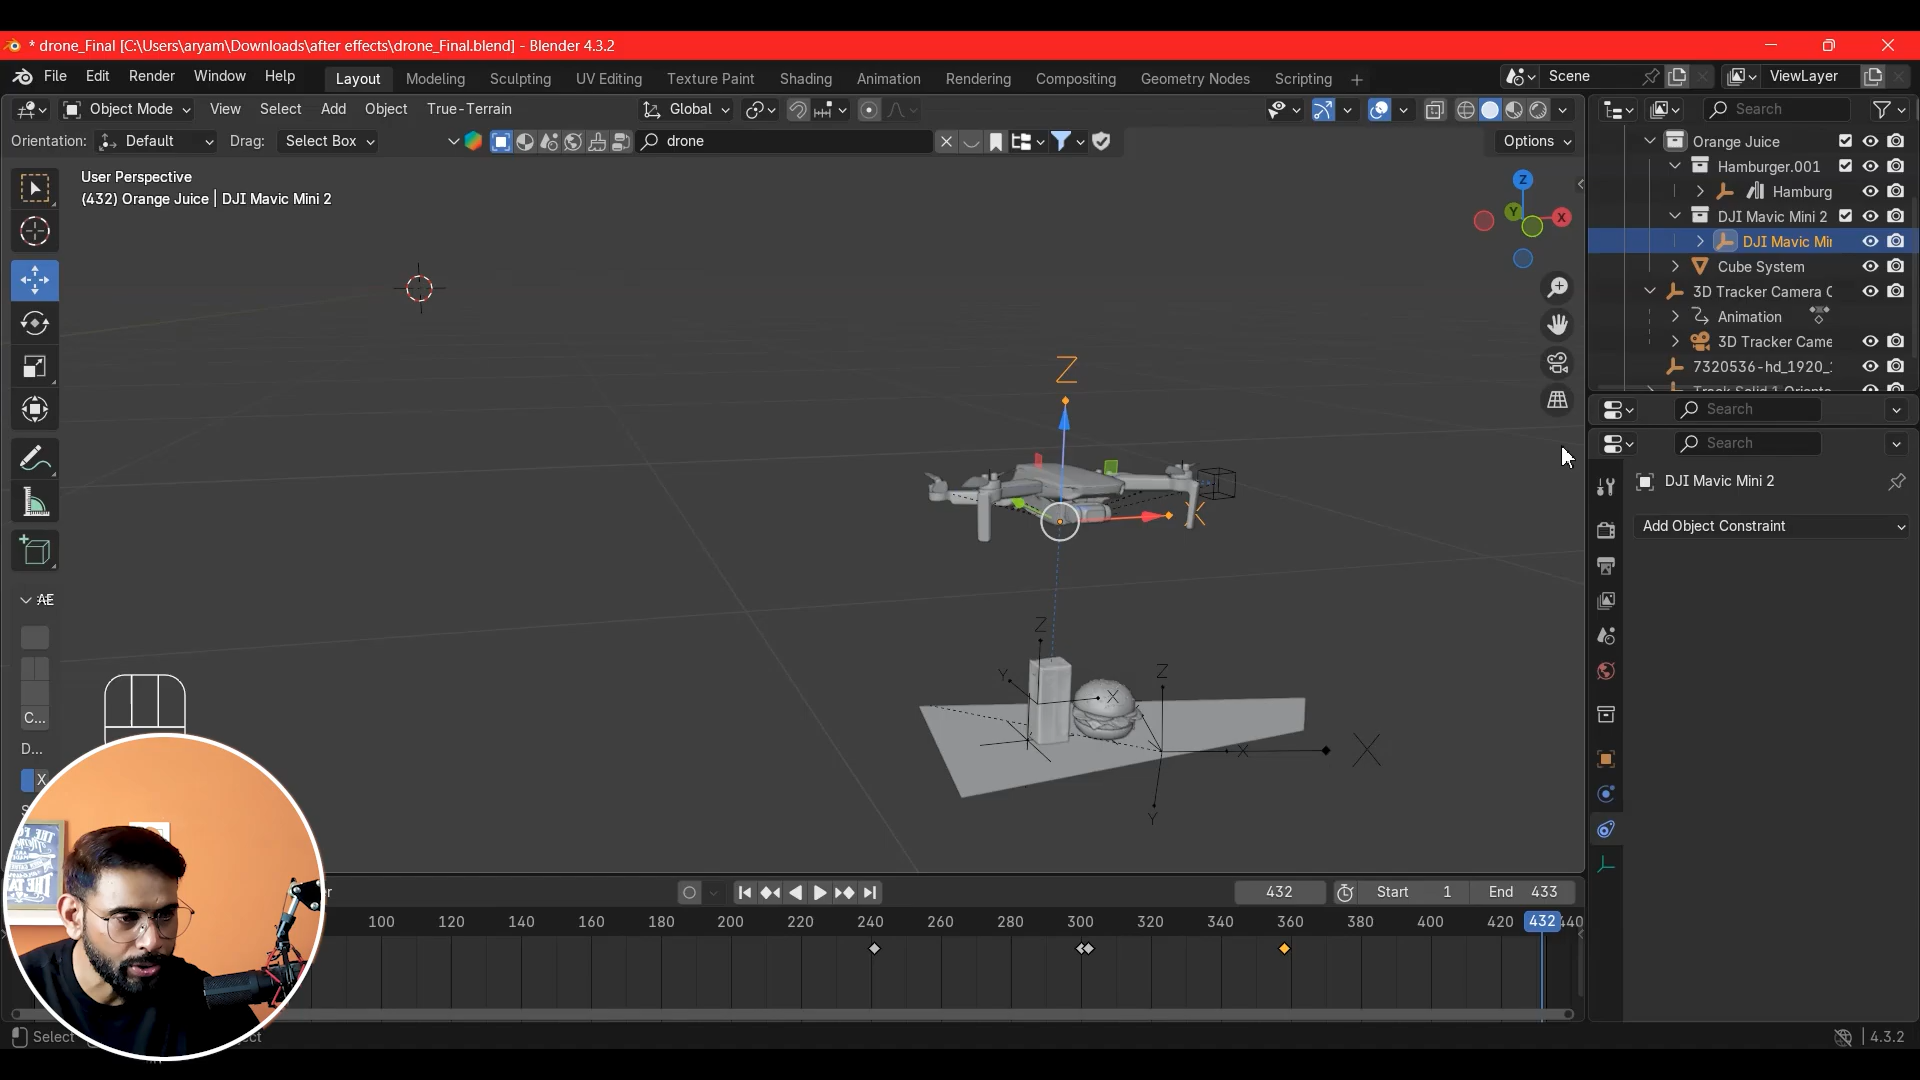 * drone_Final [C:\Users\aryam\Downloads\after effects\drone_Final.blend] - Blender 4.3.2
File Edit Render Window Help
Layout Modeling Sculpting UV Editing Texture Paint Shading Animation Rendering Compositing Geometry Nodes Scripting +
Scene
ViewLayer
Object Mode View Select Add Object True-Terrain
Global
Search
Orientation: Default Drag: Select Box
drone
Options
User Perspective
(432) Orange Juice | DJI Mavic Mini 2
Z
Y
X
Orange Juice
Hamburger.001
Hamburg
DJI Mavic Mini 2
DJI Mavic Mi
Cube System
3D Tracker Camera C
Animation
3D Tracker Came
7320536-hd_1920_
Search
Search
DJI Mavic Mini 2
Add Object Constraint
Z
X
Z
Y
X
Z
X
Y
X
AE
C...
D...
X
432
Start 1
End 433
100 120 140 160 180 200 220 240 260 280 300 320 340 360 380 400 420 432 440
Select
4.3.2